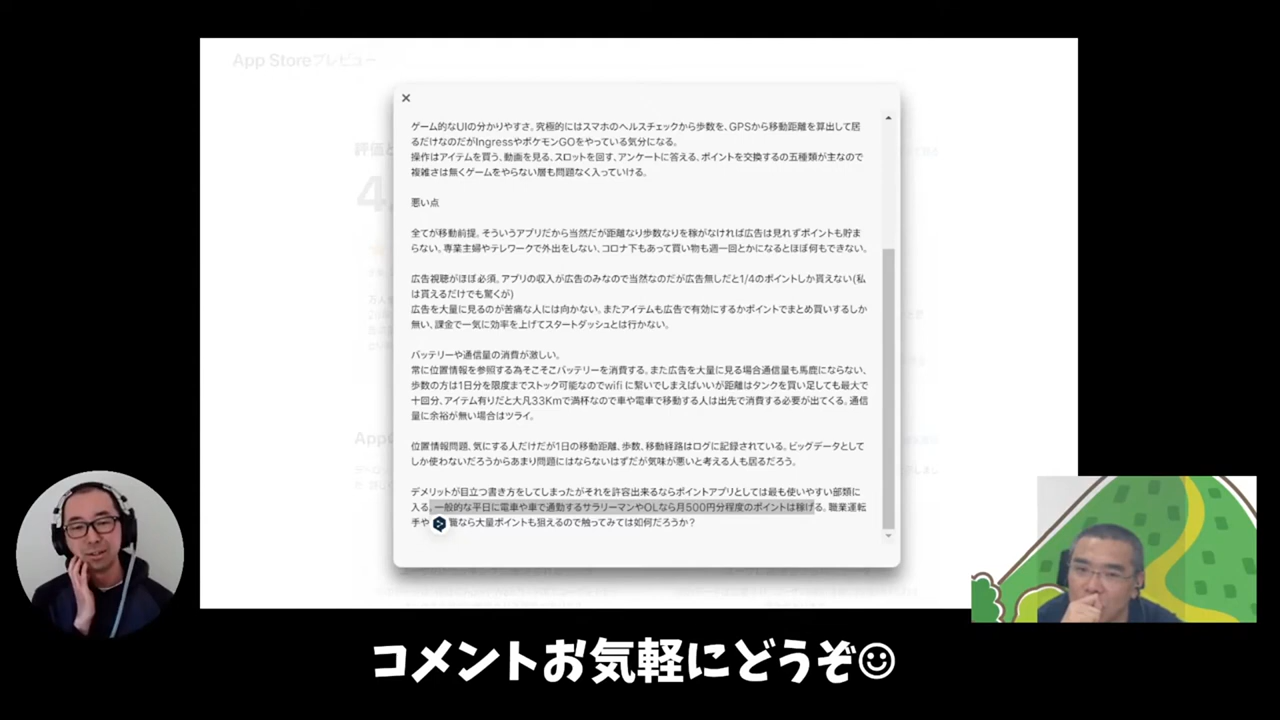 App Storeプレビュー
ゲーム的なUIの分かりやすさ。究極的にはスマホのヘルスチェックから歩数を、GPSから移動距離を算出して居
るだけなのだがIngressやポケモンGOをやっている気分になる。
操作はアイテムを買う、動画を見る、スロットを回す、アンケートに答える、ポイントを交換するの五種類が主なので
複雑さは無くゲームをやらない層も問題なく入っていける。
悪い点
全てが移動前提。そういうアプリだから当然だが距離なり歩数なりを稼がなければ広告は見れずポイントも貯ま
らない。専業主婦やテレワークで外出をしない、コロナ下もあって買い物も週一回とかになるとほぼ何もできない。
広告視聴がほぼ必須。アプリの収入が広告のみなので当然なのだが広告無しだと1/4のポイントしか貰えない(私
は貰えるだけでも驚くが)
広告を大量に見るのが苦痛な人には向かない。またアイテムも広告で有効にするかポイントでまとめ買いするしか
無い、課金で一気に効率を上げてスタートダッシュとは行かない。
バッテリーや通信量の消費が激しい。
常に位置情報を参照する為そこそこバッテリーを消費する。また広告を大量に見る場合通信量も馬鹿にならない、
歩数の方は1日分を限度までストック可能なのでwifiに繋いでしまえばいいが距離はタンクを買い足しても最大で
十回分、アイテム有りだと大凡33Kmで満杯なので車や電車で移動する人は出先で消費する必要が出てくる。通信
量に余裕が無い場合はツライ。
位置情報問題、気にする人だけだが1日の移動距離、歩数、移動経路はログに記録されている。ビッグデータとして
しか使わないだろうからあまり問題にはならないはずだが気味が悪いと考える人も居るだろう。
デメリットが目立つ書き方をしてしまったがそれを許容出来るならポイントアプリとしては最も使いやすい部類に
入る。一般的な平日に電車や車で通勤するサラリーマンやOLなら月500円分程度のポイントは稼げる。職業運転
手や 職なら大量ポイントも狙えるので触ってみては如何だろうか?
コメントお気軽にどうぞ☺